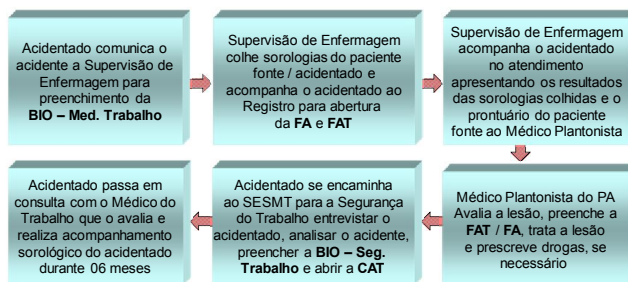 Acidentado comunica o
acidente a Supervisão de
Enfermagem para
preenchimento da
BIO – Med. Trabalho
Supervisão de Enfermagem
colhe sorologias do paciente
fonte / acidentado e
acompanha o acidentado ao
Registro para abertura
da FA e FAT
Supervisão de Enfermagem
acompanha o acidentado
no atendimento
apresentando os resultados
das sorologias colhidas e o
prontuário do paciente
fonte ao Médico Plantonista
Médico Plantonista do PA
Avalia a lesão, preenche a
FAT / FA, trata a lesão
e prescreve drogas, se
necessário
Acidentado se encaminha
ao SESMT para a Segurança
do Trabalho entrevistar o
acidentado, analisar o acidente,
preencher a BIO – Seg.
Trabalho e abrir a CAT
Acidentado passa em
consulta com o Médico do
Trabalho que o avalia e
realiza acompanhamento
sorológico do acidentado
durante 06 meses